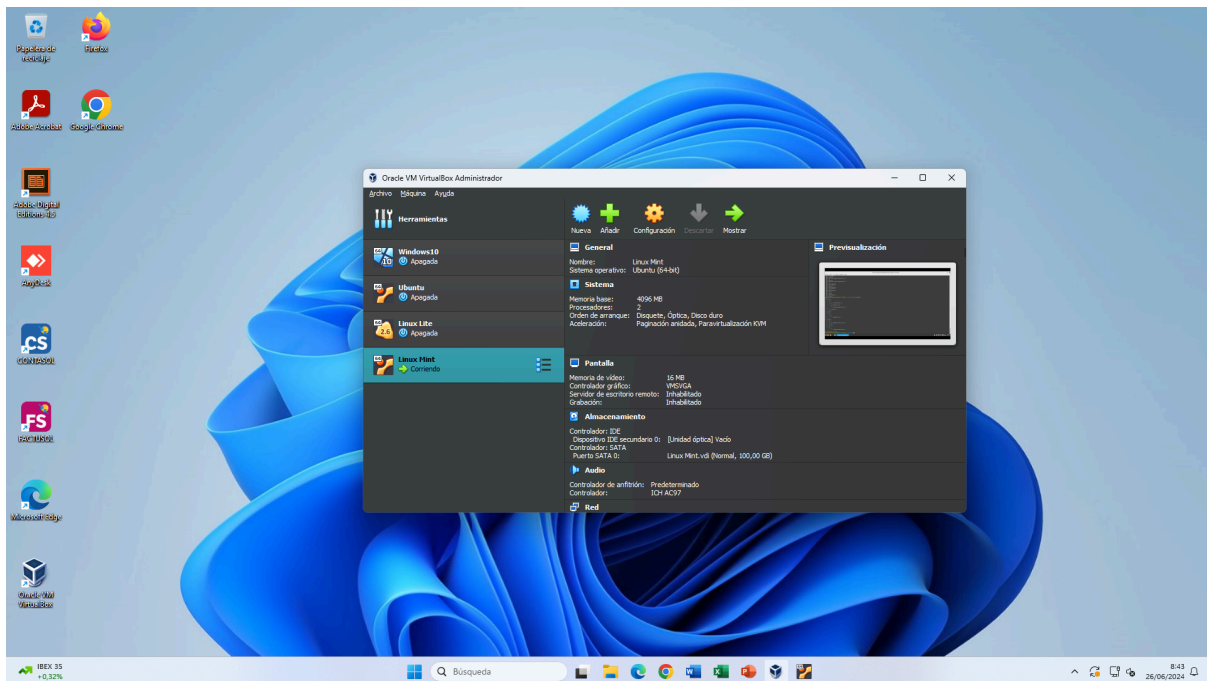 Papelera de
reciclaje
Firefox
Adobe Acrobat
Google Chrome
Adobe Digital
Editions 4.5
AnyDesk
CS
CONTASOL
FS
FACTUSOL
Microsoft Edge
Oracle VM
VirtualBox
Oracle VM VirtualBox Administrador
Archivo Máquina Ayuda
Herramientas
Windows10
Apagada
Ubuntu
Apagada
Linux Lite
Apagada
Linux Mint
Corriendo
Nueva Añadir Configuración Descartar Mostrar
General
Nombre: Linux Mint
Sistema operativo: Ubuntu (64-bit)
Sistema
Memoria base: 4096 MB
Procesadores: 2
Orden de arranque: Disquete, Óptica, Disco duro
Aceleración: Paginación anidada, Paravirtualización KVM
Previsualización
Pantalla
Memoria de vídeo: 16 MB
Controlador gráfico: VMSVGA
Servidor de escritorio remoto: Inhabilitado
Grabación: Inhabilitado
Almacenamiento
Controlador: IDE
Dispositivo IDE secundario 0: [Unidad óptica] Vacío
Controlador: SATA
Puerto SATA 0: Linux Mint.vdi (Normal, 100,00 GB)
Audio
Controlador de anfitrión: Predeterminado
Controlador: ICH AC97
Red
IBEX 35
+0,32%
Búsqueda
8:43
26/06/2024